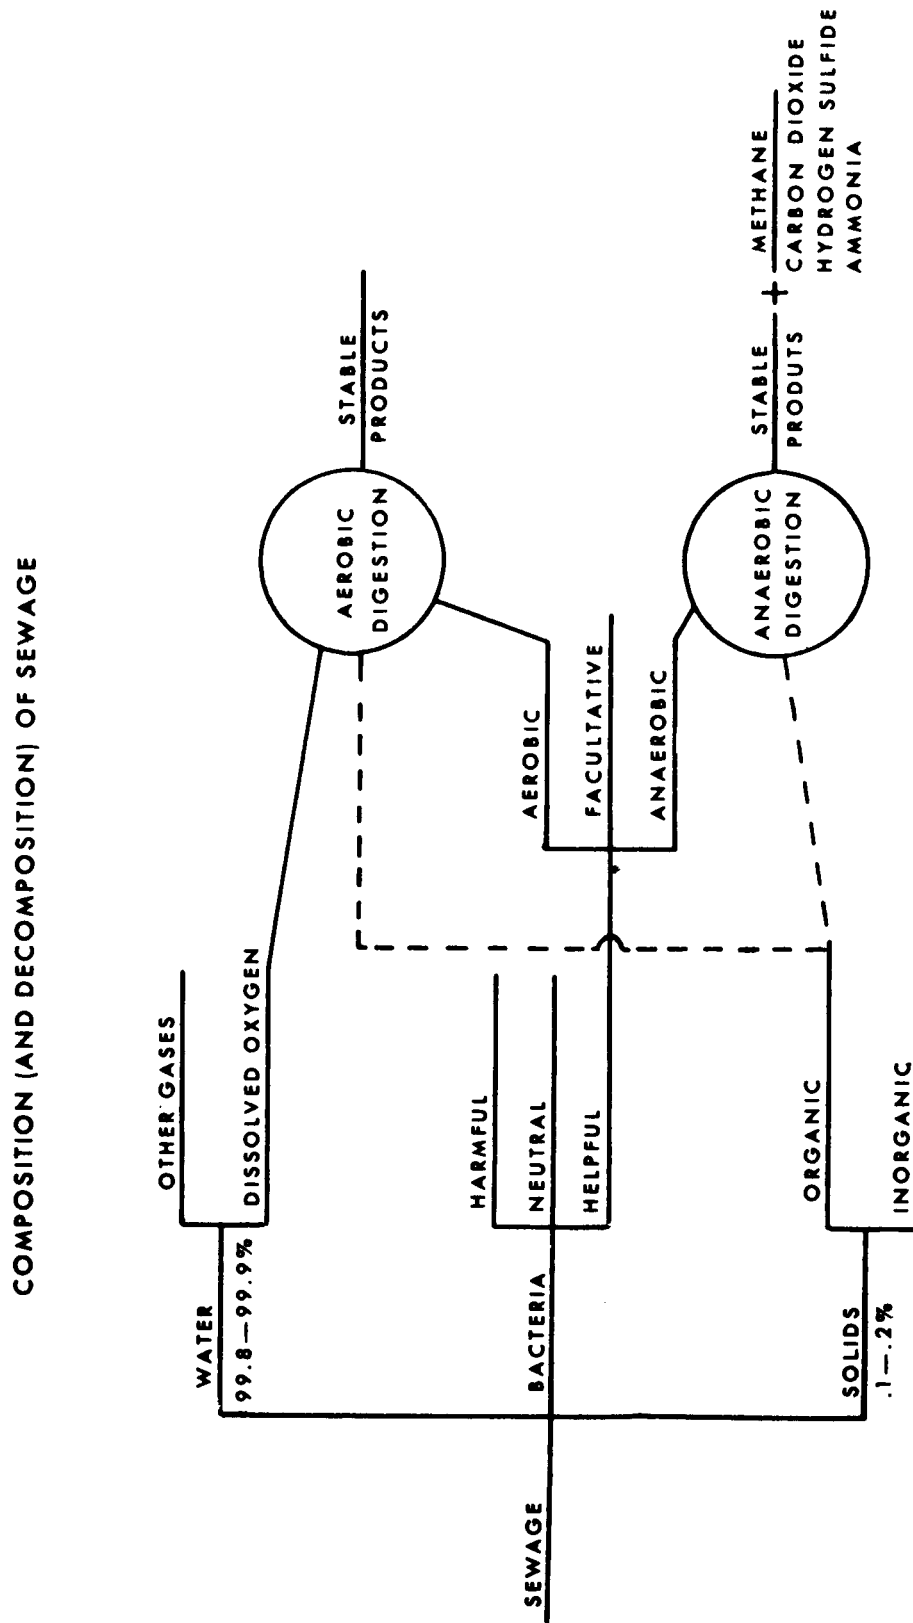 COMPOSITION (AND DECOMPOSITION) OF SEWAGE
SEWAGE
WATER
99.8—99.9%
OTHER GASES
DISSOLVED OXYGEN
BACTERIA
HARMFUL
NEUTRAL
HELPFUL
SOLIDS
.1—.2%
ORGANIC
INORGANIC
AEROBIC
FACULTATIVE
ANAEROBIC
AEROBIC
DIGESTION
STABLE
PRODUCTS
ANAEROBIC
DIGESTION
STABLE
PRODUTS
+
METHANE
CARBON DIOXIDE
HYDROGEN SULFIDE
AMMONIA